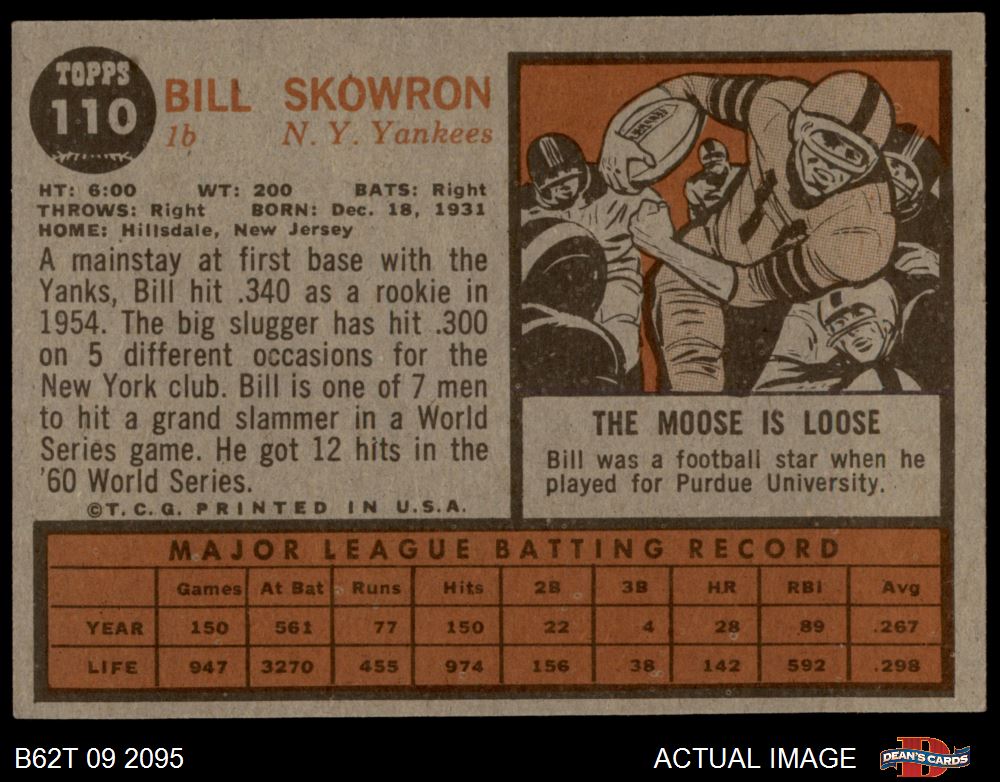 TOPPS
110
BILL SKOWRON
1b N. Y. Yankees
HT: 6:00 WT: 200 BATS: Right
THROWS: Right BORN: Dec. 18, 1931
HOME: Hillsdale, New Jersey
A mainstay at first base with the
Yanks, Bill hit .340 as a rookie in
1954. The big slugger has hit .300
on 5 different occasions for the
New York club. Bill is one of 7 men
to hit a grand slammer in a World
Series game. He got 12 hits in the
'60 World Series.
©T. C. G. PRINTED IN U.S.A.
THE MOOSE IS LOOSE
Bill was a football star when he
played for Purdue University.
MAJOR LEAGUE BATTING RECORD
Games At Bat Runs Hits 2B 3B HR RBI Avg
YEAR 150 561 77 150 22 4 28 89 .267
LIFE 947 3270 455 974 156 38 142 592 .298
B62T 09 2095 ACTUAL IMAGE DEAN'S CARDS